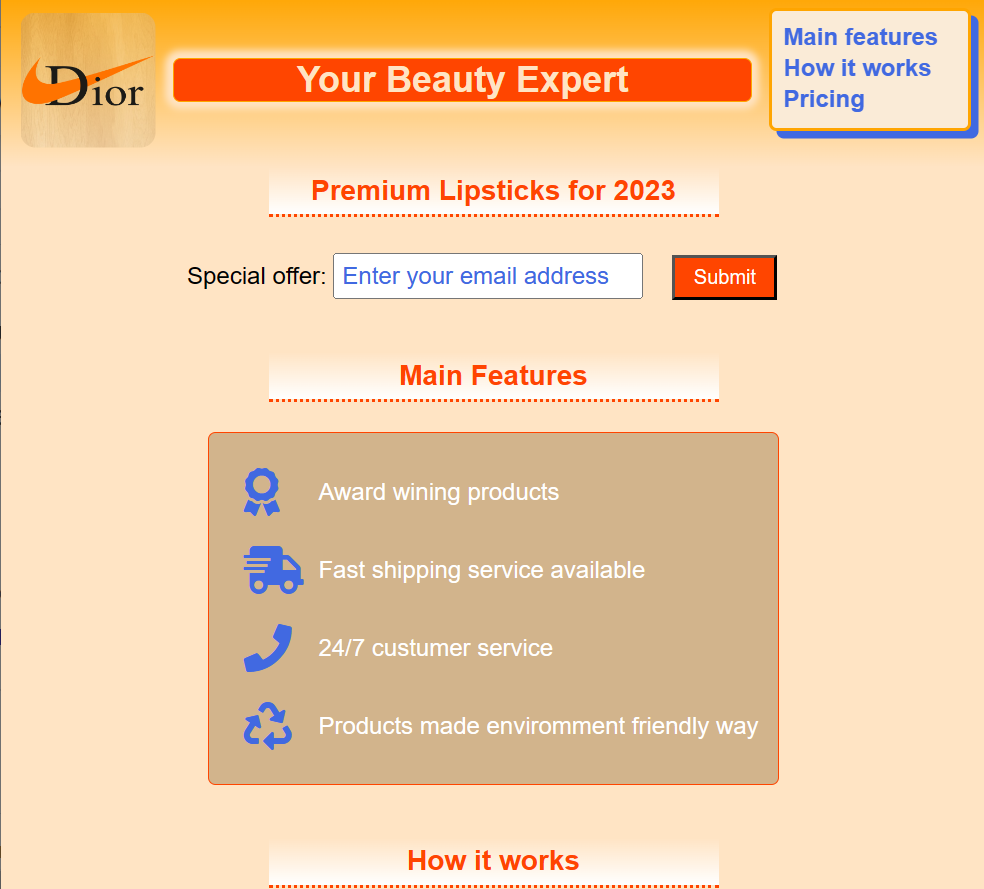 Dior
Your Beauty Expert
Main features
How it works
Pricing
Premium Lipsticks for 2023
Special offer: Enter your email address Submit
Main Features
Award wining products
Fast shipping service available
24/7 custumer service
Products made enviromment friendly way
How it works